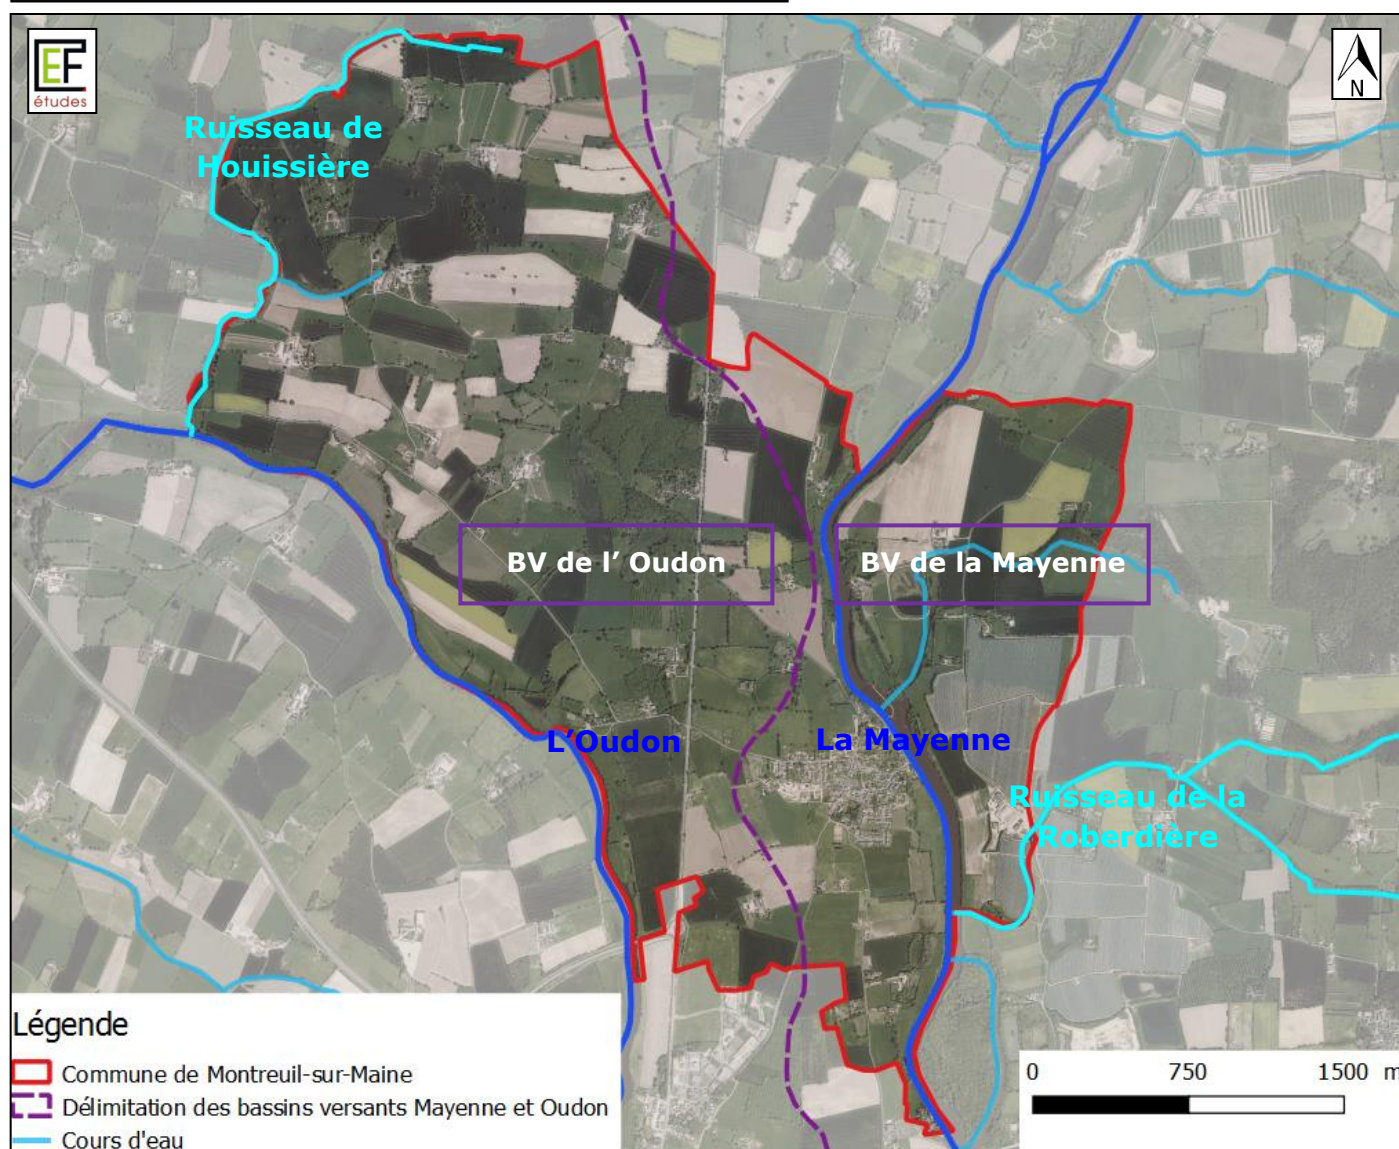 EF
études
N
Ruisseau de
Houissière
BV de l’ Oudon
BV de la Mayenne
L’Oudon
La Mayenne
Ruisseau de la
Roberdière
Légende
Commune de Montreuil-sur-Maine
Délimitation des bassins versants Mayenne et Oudon
Cours d'eau
0 750 1500 m